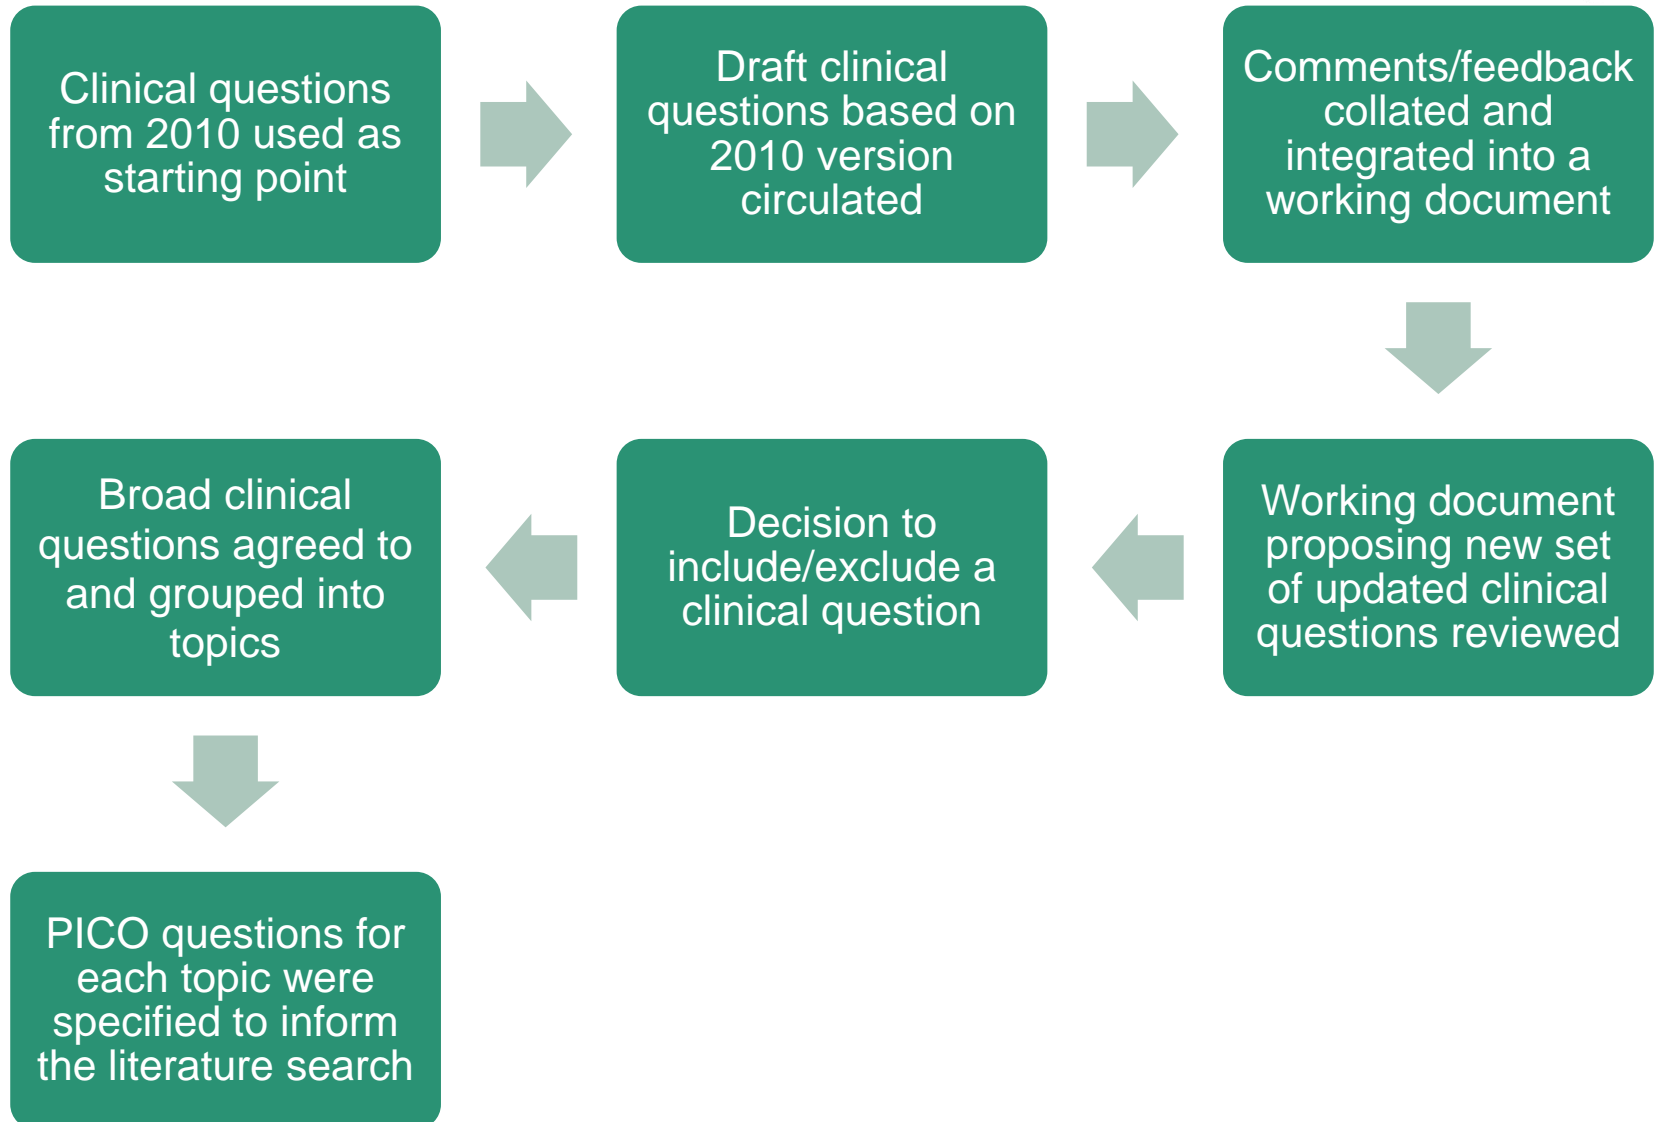 Clinical questions
from 2010 used as
starting point
Draft clinical
questions based on
2010 version
circulated
Comments/feedback
collated and
integrated into a
working document
Working document
proposing new set
of updated clinical
questions reviewed
Decision to
include/exclude a
clinical question
Broad clinical
questions agreed to
and grouped into
topics
PICO questions for
each topic were
specified to inform
the literature search